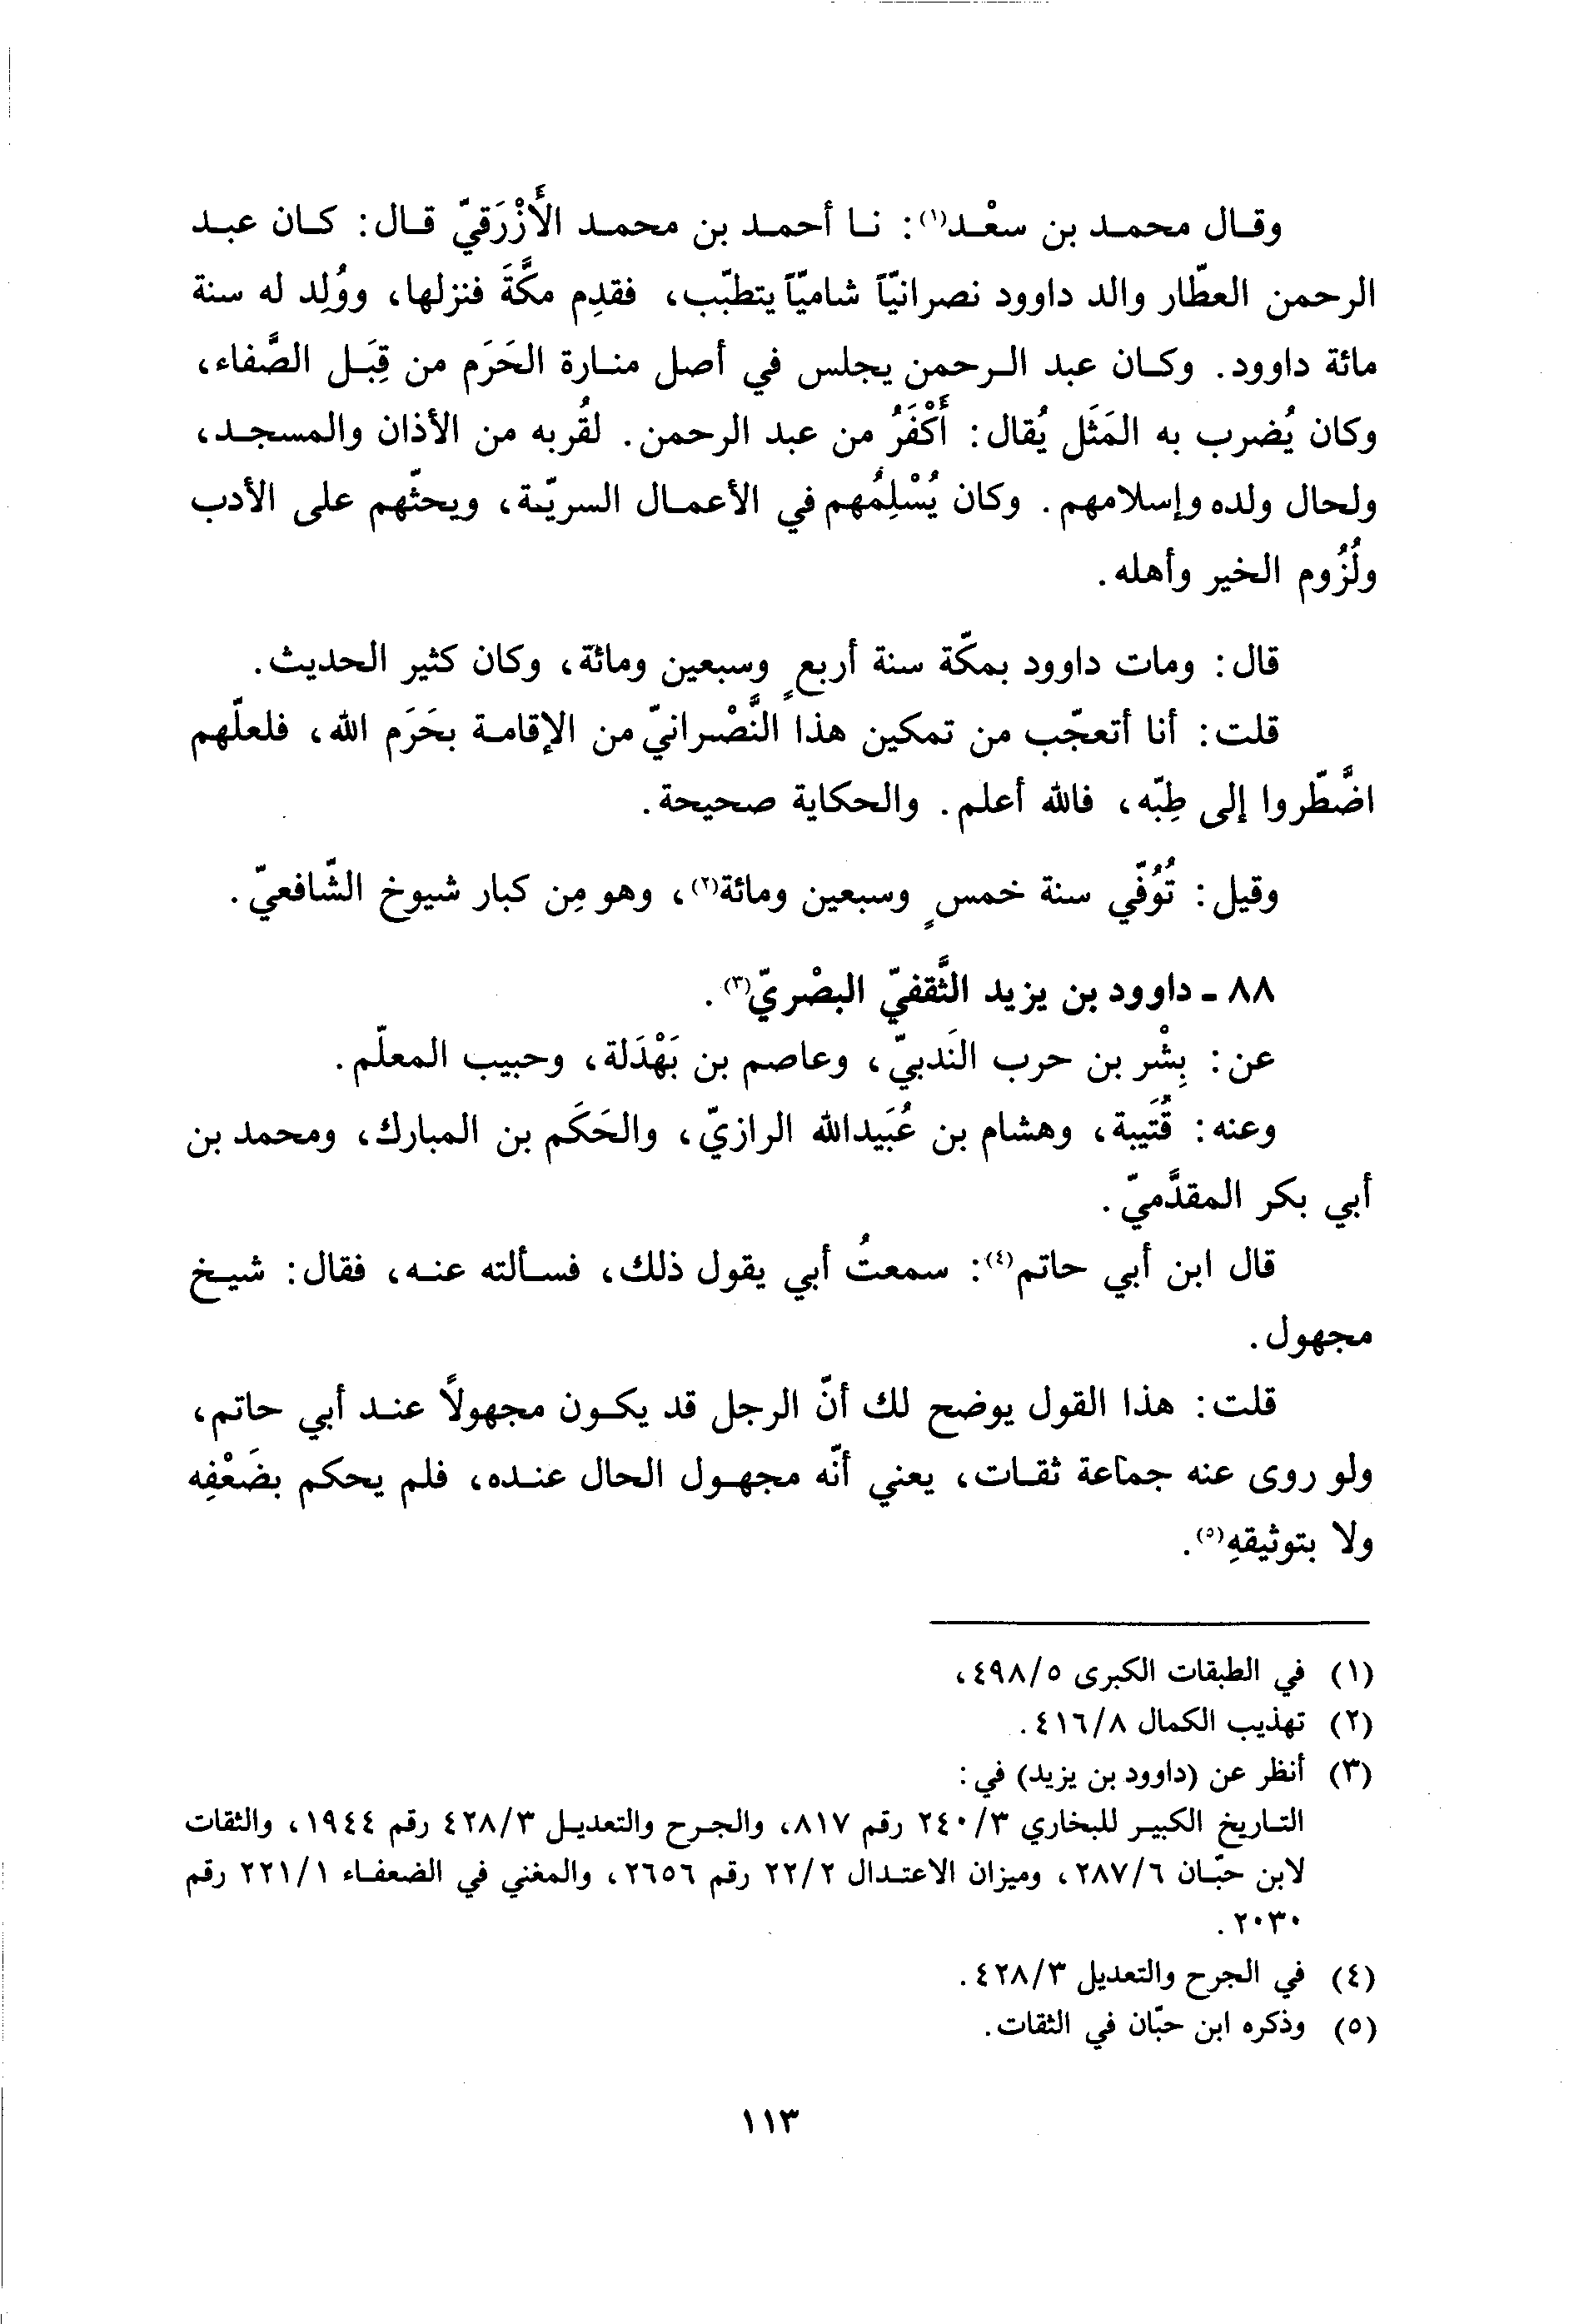 وقال محمد بن سعْد(١): نا أحمد بن محمد الأَزْرَقيّ قال: كان عبد
الرحمن العطّار والد داوود نصرانيّاً شاميّاً يتطبّب، فقدِم مكَّةَ فنزلها، ووُلِد له سنة
مائة داوود. وكان عبد الرحمن يجلس في أصل منارة الحَرَم من قِبَل الصَّفاء،
وكان يُضرب به المَثَل يُقال: أَكْفَرُ من عبد الرحمن. لقُربه من الأذان والمسجد،
ولحال ولده وإسلامهم. وكان يُسْلِمُهم في الأعمال السريّة، ويحثّهم على الأدب
ولُزُوم الخير وأهله.
قال: ومات داوود بمكّة سنة أربعٍ وسبعين ومائة، وكان كثير الحديث.
قلت: أنا أتعجّب من تمكين هذا النَّصْرانيّ من الإقامة بحَرَم الله، فلعلّهم
اضَّطّروا إلى طِبّه، فالله أعلم. والحكاية صحيحة.
وقيل: تُوُفّي سنة خمسٍ وسبعين ومائة(٢)، وهو مِن كبار شيوخ الشّافعيّ.
٨٨ - داوود بن يزيد الثَّقفيّ البصْريّ(٣).
عن: بِشْر بن حرب النَدبيّ، وعاصم بن بَهْدَلة، وحبيب المعلّم.
وعنه: قُتَيبة، وهشام بن عُبَيدالله الرازيّ، والحَكَم بن المبارك، ومحمد بن
أبي بكر المقدَّميّ.
قال ابن أبي حاتم(٤): سمعتُ أبي يقول ذلك، فسألته عنه، فقال: شيخ
مجهول.
قلت: هذا القول يوضح لك أنّ الرجل قد يكون مجهولاً عند أبي حاتم،
ولو روى عنه جماعة ثقات، يعني أنّه مجهول الحال عنده، فلم يحكم بضَعْفِه
ولا بتوثيقهِ(٥).
(١) في الطبقات الكبرى ٤٩٨/٥،
(٢) تهذيب الكمال ٤١٦/٨.
(٣) أنظر عن (داوود بن يزيد) في:
التاريخ الكبير للبخاري ٢٤٠/٣ رقم ٨١٧، والجرح والتعديل ٤٢٨/٣ رقم ١٩٤٤، والثقات
لابن حبّان ٢٨٧/٦، وميزان الاعتدال ٢٢/٢ رقم ٢٦٥٦، والمغني في الضعفاء ٢٢١/١ رقم
٢٠٣٠.
(٤) في الجرح والتعديل ٤٢٨/٣.
(٥) وذكره ابن حبّان في الثقات.
١١٣